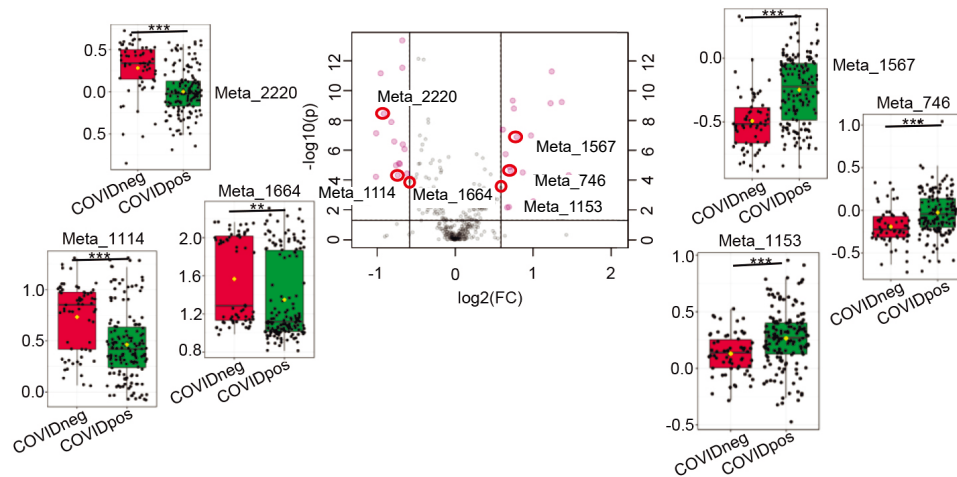 ***
0.5
0.0
0.5
Meta_2220
COVIDneg
COVIDpos
Meta_1664
**
2.0
1.6
1.2
0.8
COVIDneg
COVIDpos
Meta_1114
***
1.0
0.5
0.0
COVIDneg
COVIDpos
-log10(p)
12
10
8
6
4
2
0
12
10
8
6
4
2
0
Meta_2220
Meta_1567
Meta_746
Meta_1114
Meta_1664
Meta_1153
-1
0
1
2
log2(FC)
***
0.0
-0.5
Meta_1567
COVIDneg
COVIDpos
Meta_746
***
1.0
0.5
0.0
-0.5
COVIDneg
COVIDpos
Meta_1153
***
1.0
0.5
0.0
-0.5
COVIDneg
COVIDpos